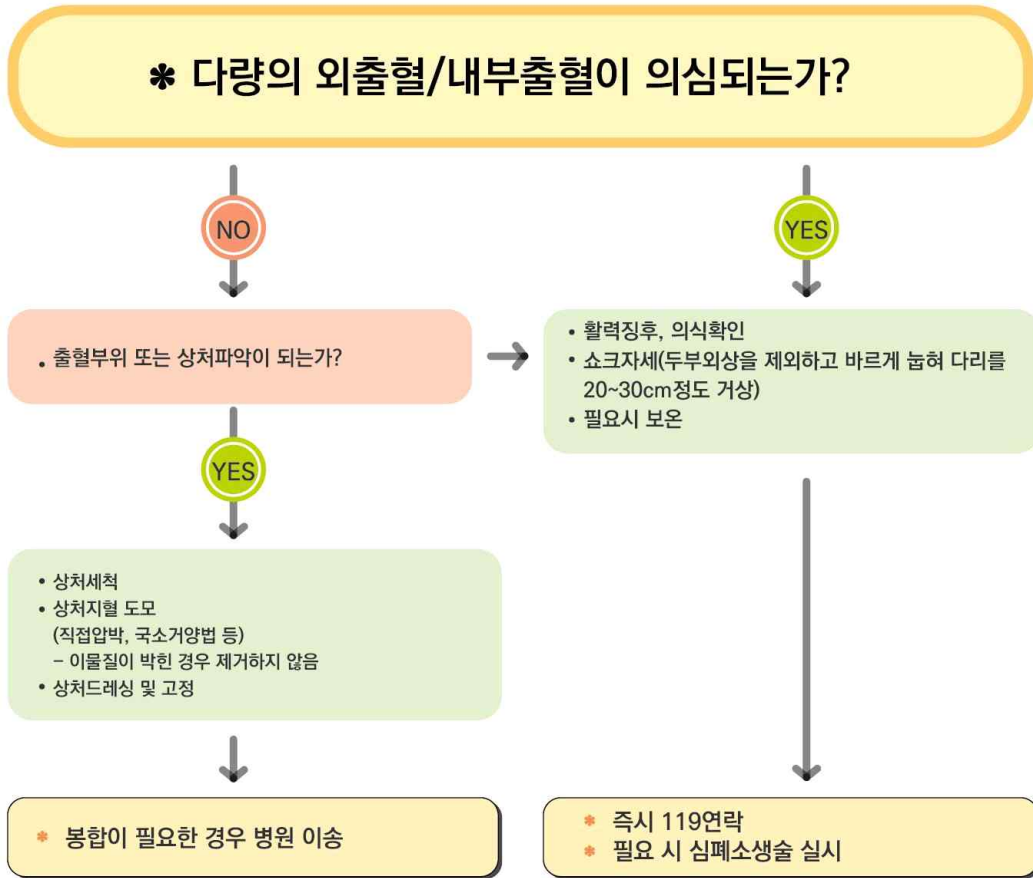 * 다량의 외출혈/내부출혈이 의심되는가?
NO
YES
. 출혈부위 또는 상처파악이 되는가?
• 활력징후, 의식확인
• 쇼크자세(두부외상을 제외하고 바르게 눕혀 다리를
20~30cm정도 거상)
• 필요시 보온
YES
• 상처세척
• 상처지혈 도모
(직접압박, 국소거양법 등)
- 이물질이 박힌 경우 제거하지 않음
• 상처드레싱 및 고정
* 봉합이 필요한 경우 병원 이송
* 즉시 119연락
* 필요 시 심폐소생술 실시